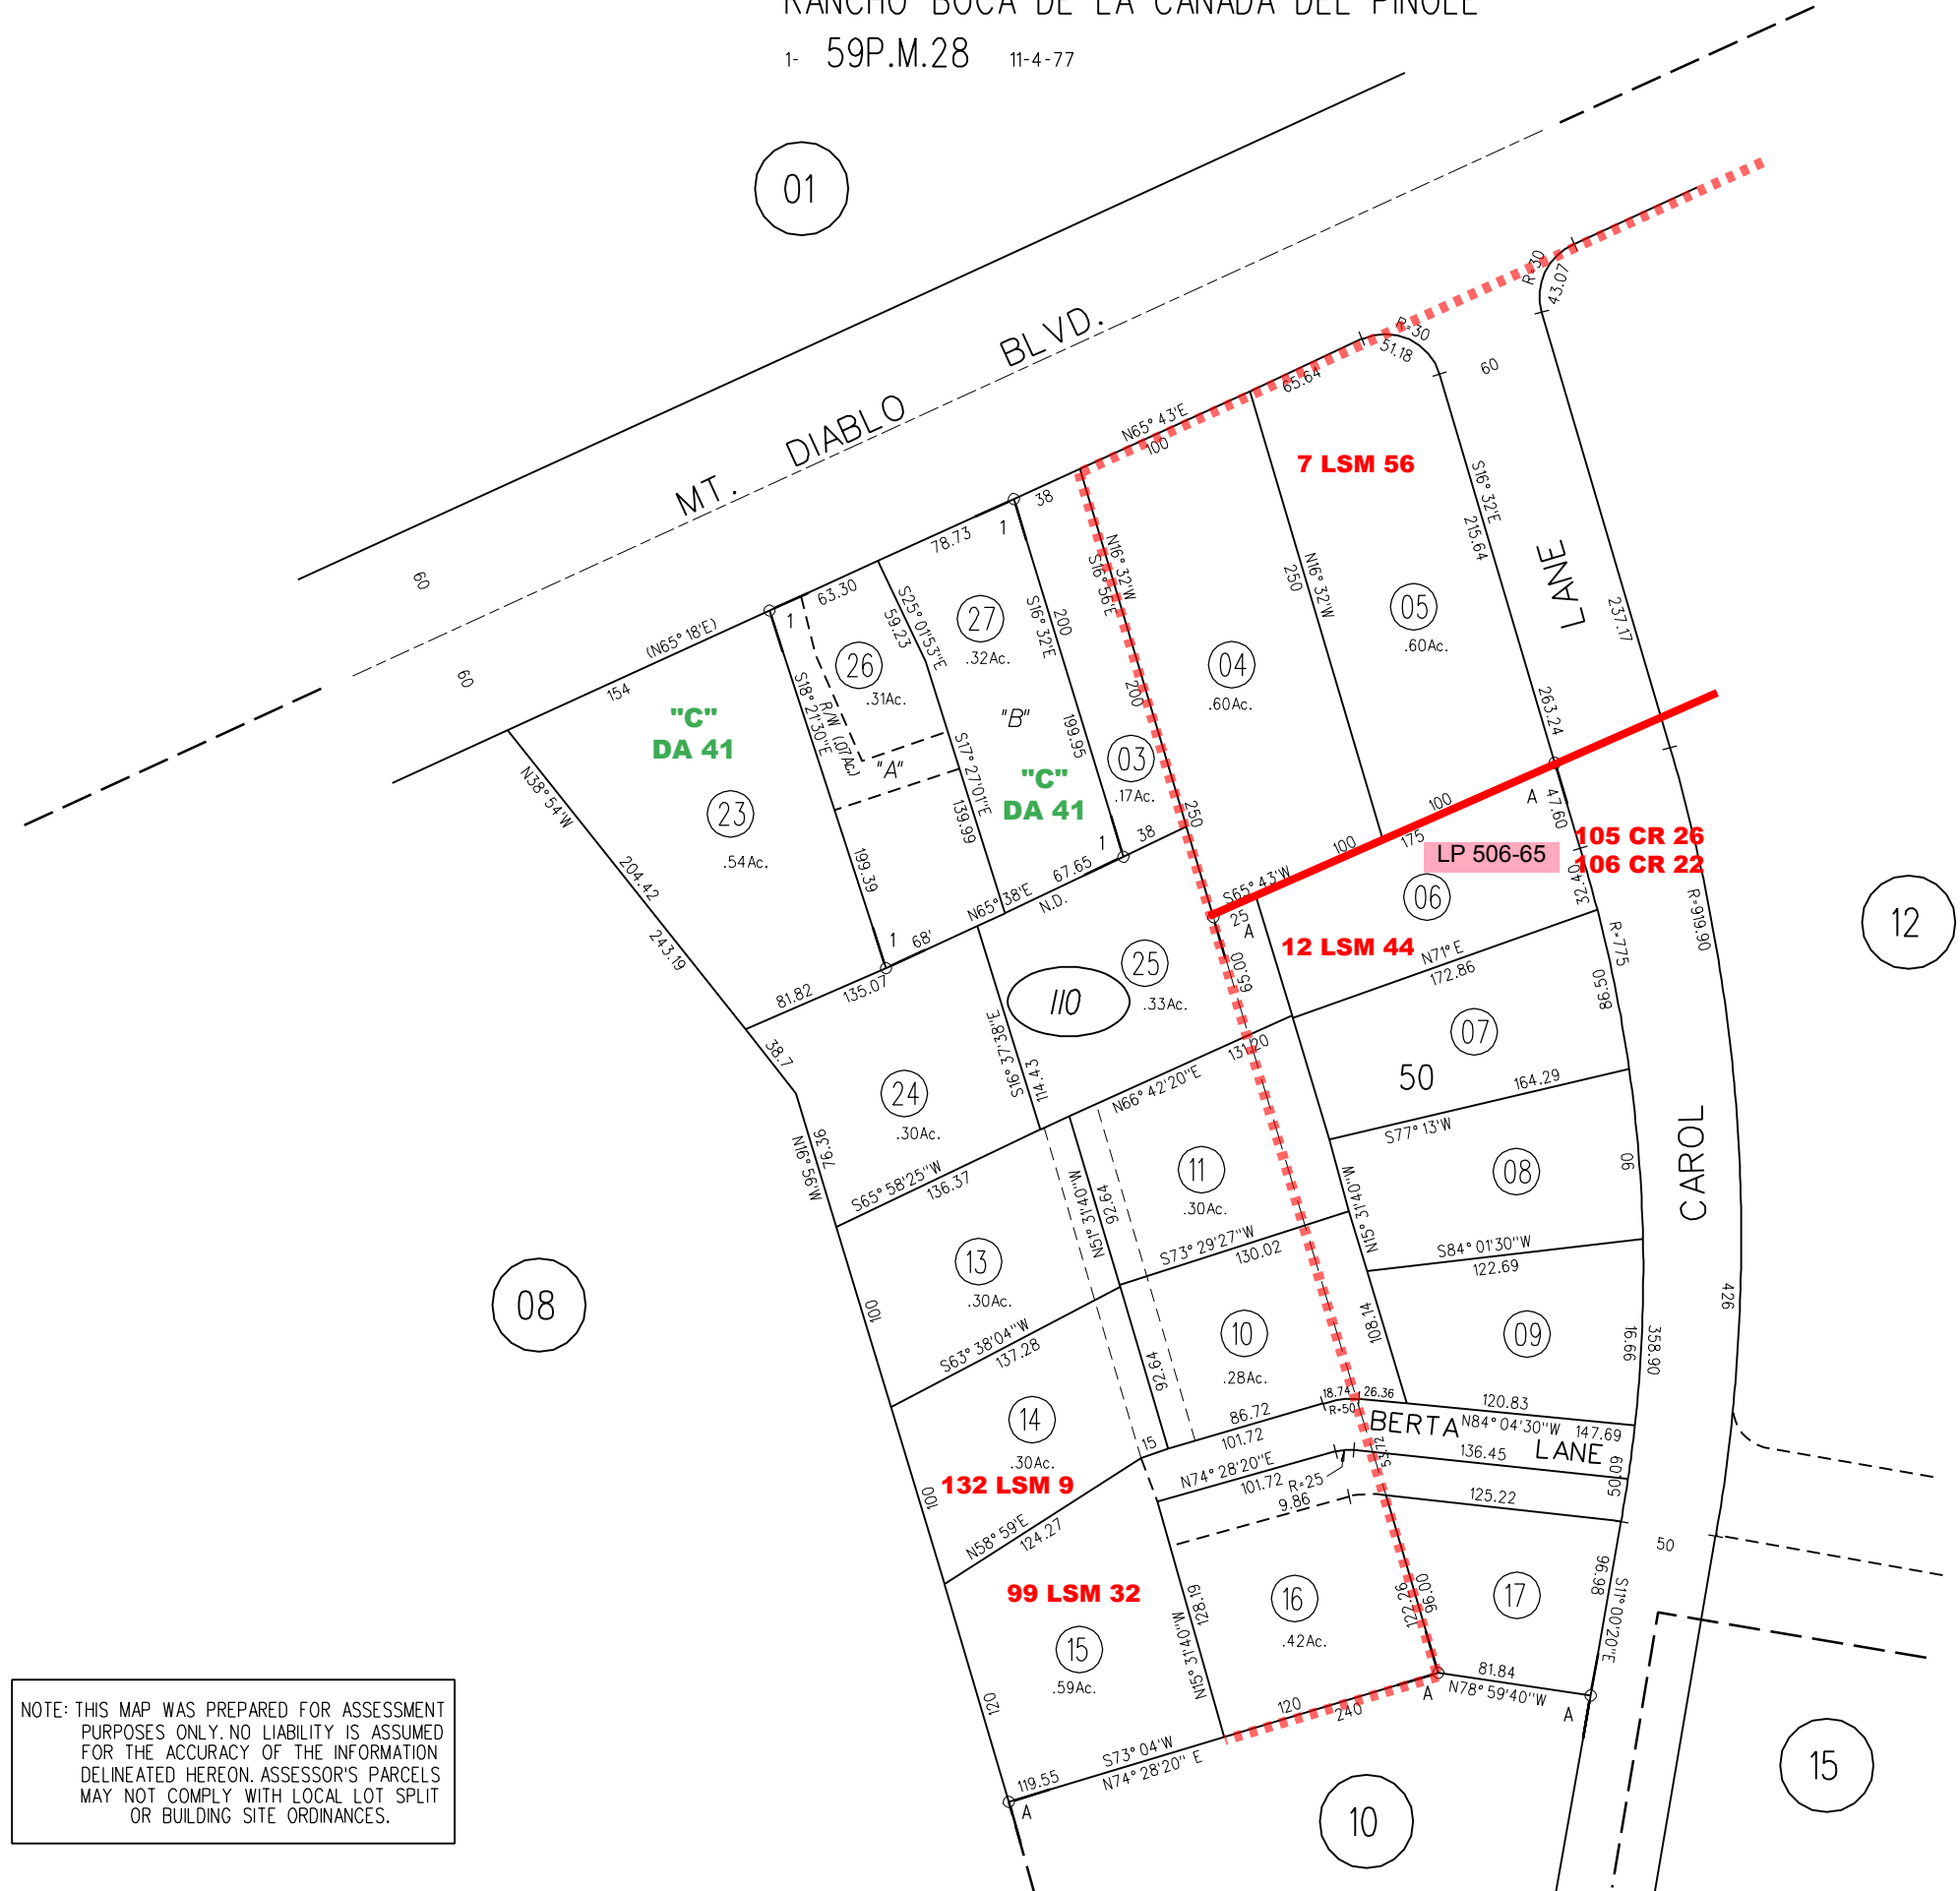 RANCHO BOCA DE LA CANADA DEL PINOLE
1- 59P.M.28 11-4-77
01
MT. DIABLO BLVD.
60
60
R=30
43.07
R=30
51.18
60
65.64
N65° 43'E
100
7 LSM 56
38
1
78.73
63.30
1
(N65° 18'E)
154
S16° 32'E
215.64
LANE
237.17
N16° 32'W
S16° 56'E
200
250
N16° 32'W
250
05
.60Ac.
04
.60Ac.
27
.32Ac.
26
.31Ac.
S25° 01'53"E
59.23
S16° 32'E
200
199.95
"B"
"A"
R/W (.07Ac.)
S18° 21'30"E
199.39
S17° 27'01"E
139.99
"C"
DA 41
"C"
DA 41
23
.54Ac.
03
.17Ac.
263.24
N38° 54'W
204.42
243.19
38.7
A
47.60
100
175
100
105 CR 26
106 CR 22
LP 506-65
32.40
06
S65° 43'W
25
A
12 LSM 44
65.00
N71° E
172.86
R=775
R=919.90
86.50
12
1
38
67.65
N65° 38'E
N.D.
1
68'
81.82
135.07
110
25
.33Ac.
S16° 37'38"E
114.43
131.20
N66° 42'20"E
07
50
164.29
S77° 13'W
24
.30Ac.
76.36
N16° 56'W
S65° 58'25"W
136.37
N51° 31'40"W
92.64
11
.30Ac.
N15° 31'40"W
08
90
CAROL
S84° 01'30"W
122.69
S73° 29'27"W
130.02
13
.30Ac.
100
08
426
108.14
09
16.66
358.90
10
.28Ac.
92.64
S63° 38'04"W
137.28
14
.30Ac.
132 LSM 9
100
18.74
26.36
R=50
86.72
101.72
15
120.83
BERTA LANE
N84° 04'30"W 147.69
136.45
53.72
50.09
N74° 28'20"E
101.72
R=25
9.86
125.22
50
N58° 59'E
124.27
99 LSM 32
15
.59Ac.
128.19
N15° 31'40"W
16
.42Ac.
122.26
96.00
17
96.98
S11° 00'20"E
81.84
N78° 59'40"W
A
A
120
240
120
S73° 04'W
N74° 28'20" E
119.55
A
10
15
NOTE: THIS MAP WAS PREPARED FOR ASSESSMENT
PURPOSES ONLY. NO LIABILITY IS ASSUMED
FOR THE ACCURACY OF THE INFORMATION
DELINEATED HEREON. ASSESSOR'S PARCELS
MAY NOT COMPLY WITH LOCAL LOT SPLIT
OR BUILDING SITE ORDINANCES.